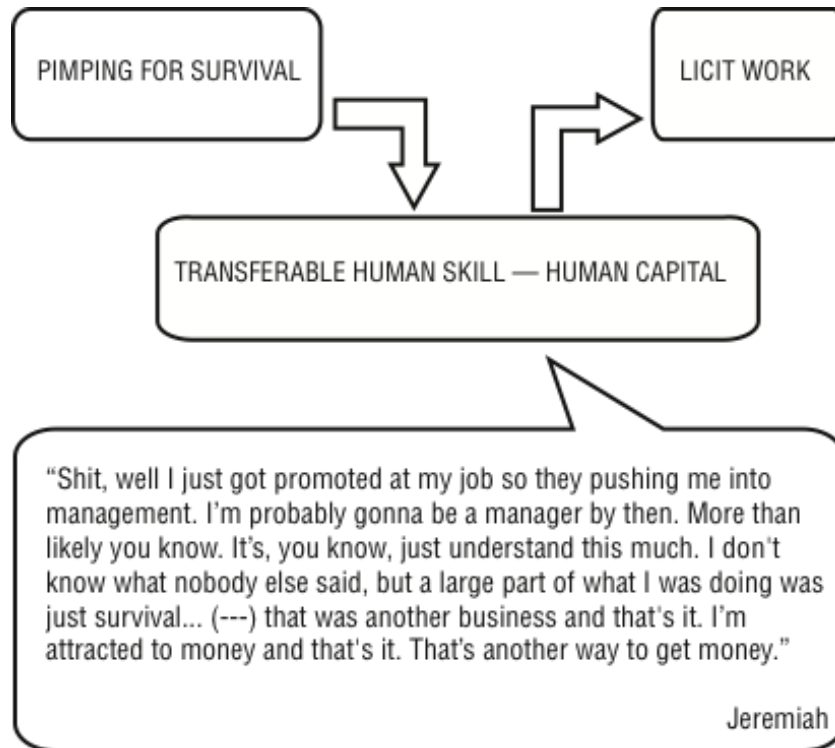 PIMPING FOR SURVIVAL
LICIT WORK
TRANSFERABLE HUMAN SKILL — HUMAN CAPITAL
“Shit, well I just got promoted at my job so they pushing me into
management. I’m probably gonna be a manager by then. More than
likely you know. It’s, you know, just understand this much. I don't
know what nobody else said, but a large part of what I was doing was
just survival... (---) that was another business and that's it. I’m
attracted to money and that's it. That’s another way to get money.”
Jeremiah